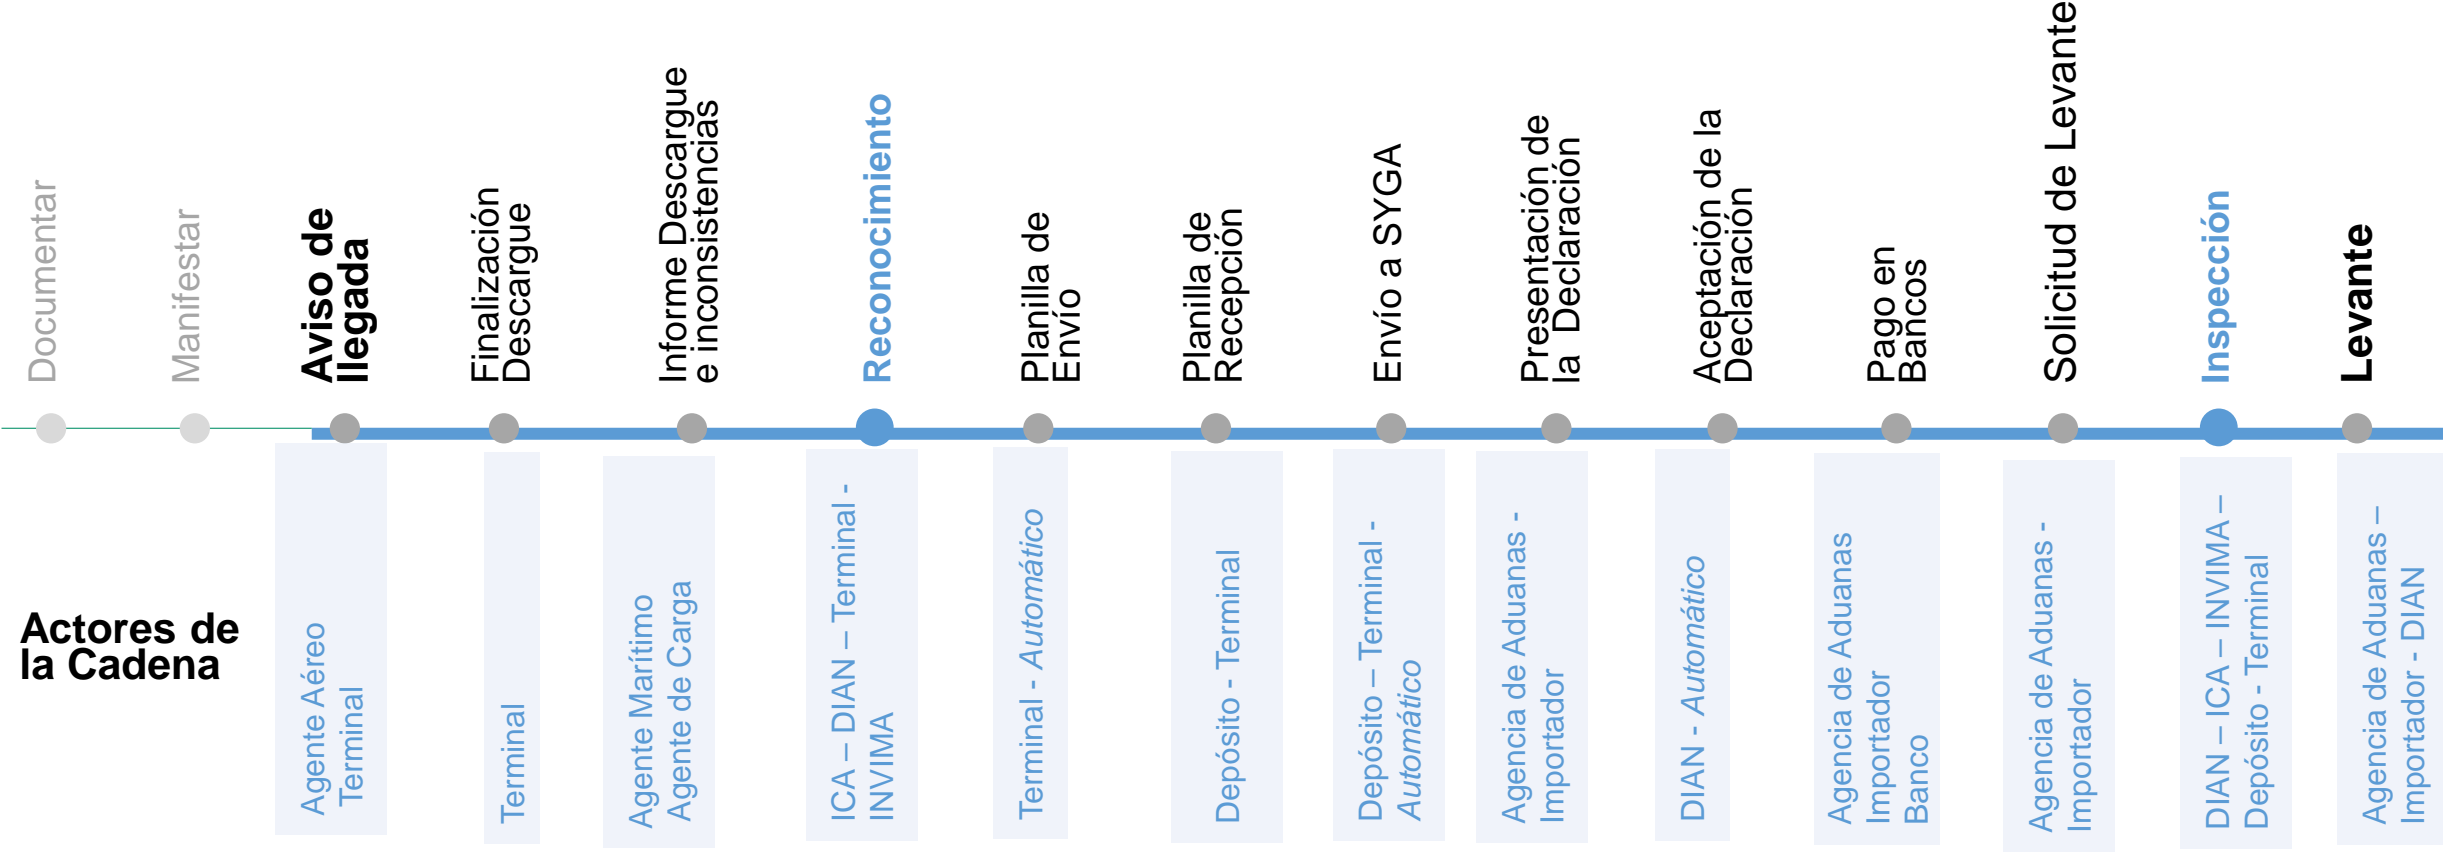 Documentar
Manifestar
Aviso de
llegada
Finalización
Descargue
Informe Descargue
e inconsistencias
Reconocimiento
Planilla de
Envío
Planilla de
Recepción
Envío a SYGA
Presentación de
la Declaración
Aceptación de la
Declaración
Pago en
Bancos
Solicitud de Levante
Inspección
Levante
Actores de
la Cadena
Agente Aéreo
Terminal
Terminal
Agente Marítimo
Agente de Carga
ICA – DIAN – Terminal -
INVIMA
Terminal - Automático
Depósito - Terminal
Depósito – Terminal -
Automático
Agencia de Aduanas -
Importador
DIAN - Automático
Agencia de Aduanas
Importador
Banco
Agencia de Aduanas -
Importador
DIAN – ICA – INVIMA –
Depósito - Terminal
Agencia de Aduanas –
Importador - DIAN